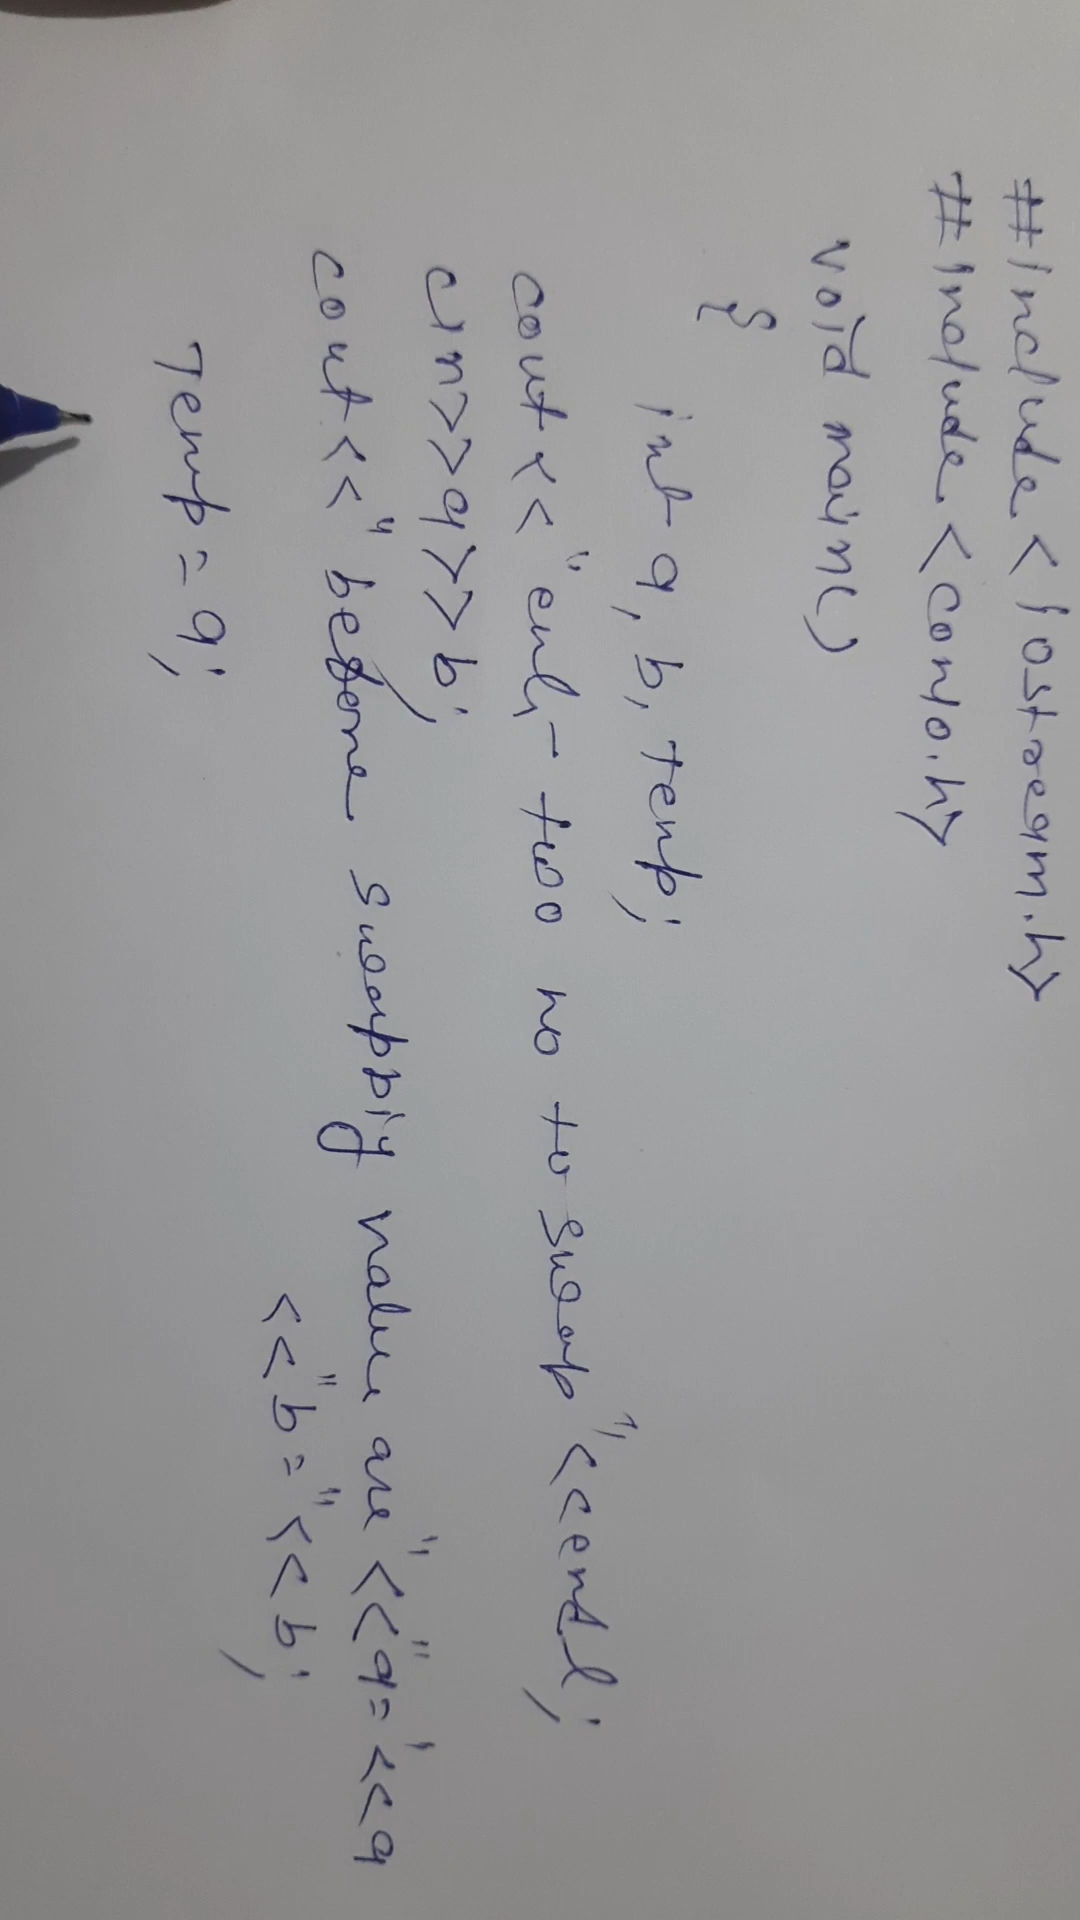 #include<iostream.h>
#include<conio.h>
void main()
{
int a, b, temp;
cout<<"enter two no to swap"<<endl;
cin>>a>>b;
cout<<"before swapping value are"<<"a="<<a
<<"b="<<b;
Temp=a;